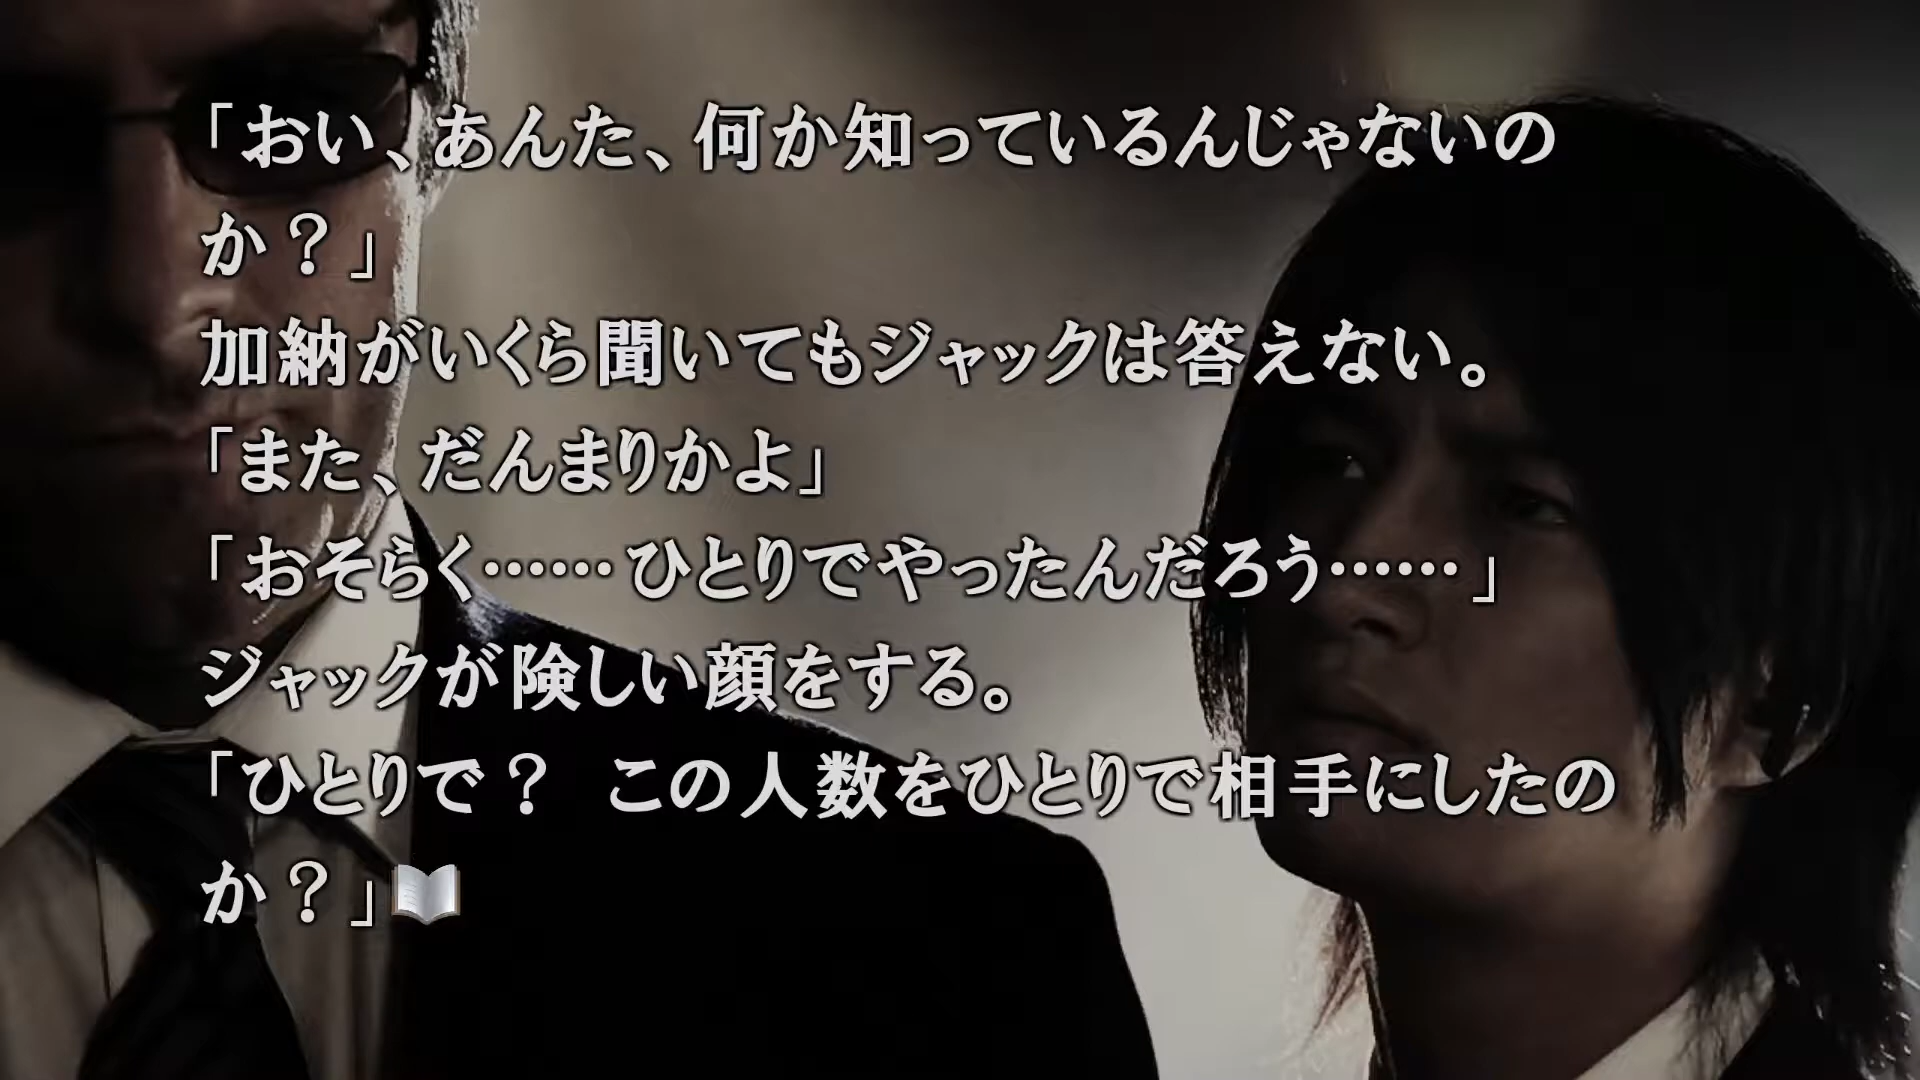 「おい、あんた、何か知っているんじゃないの
か？」
加納がいくら聞いてもジャックは答えない。
「また、だんまりかよ」
「おそらく……ひとりでやったんだろう……」
ジャックが険しい顔をする。
「ひとりで？　この人数をひとりで相手にしたの
か？」